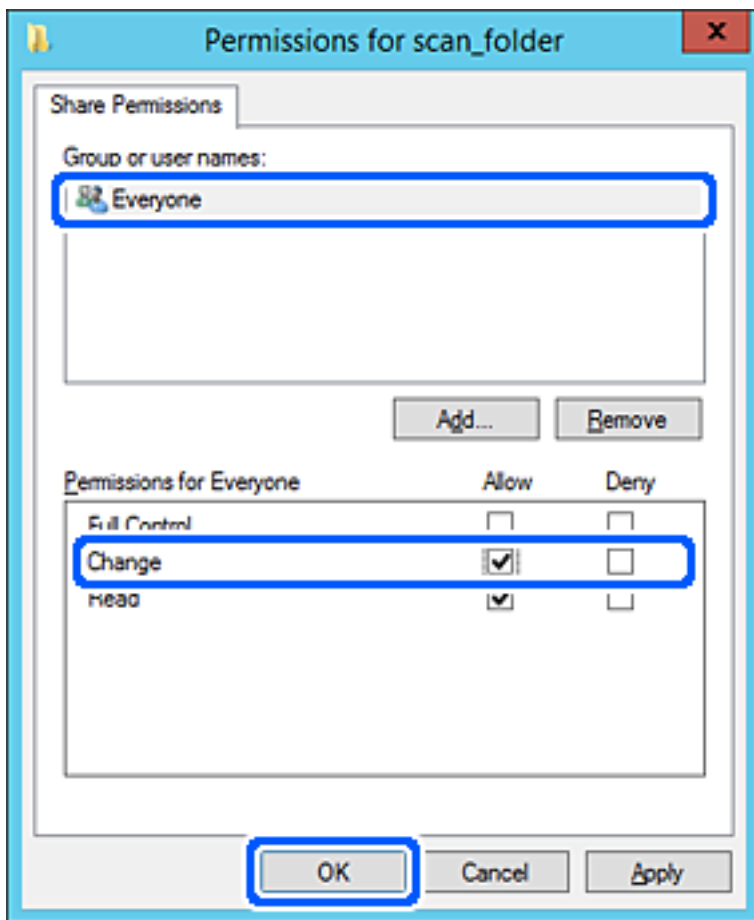 Permissions for scan_folder
x
Share Permissions
Group or user names:
Everyone
Add... Remove
Permissions for Everyone Allow Deny
Full Control
Change
Read
OK Cancel Apply